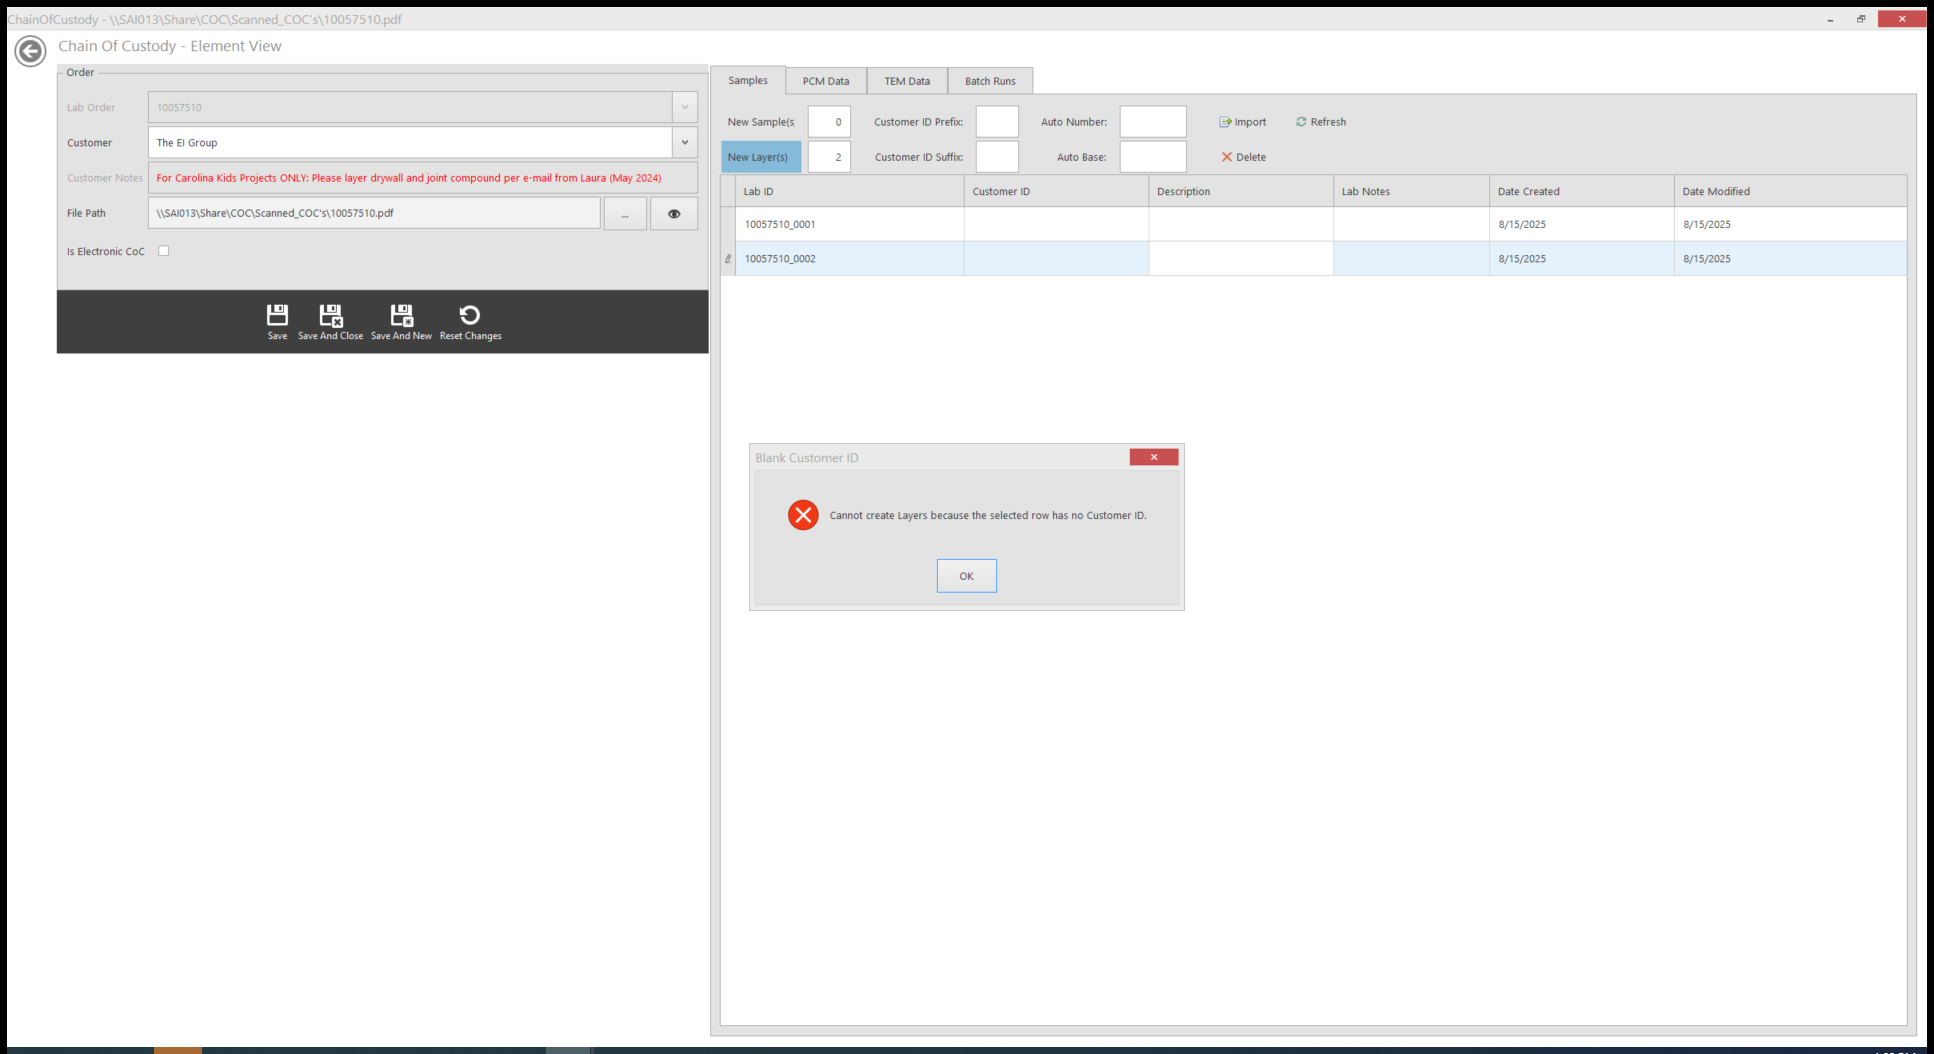 ChainOfCustody - \\SAI013\Share\COC\Scanned_COC's\10057510.pdf
Chain Of Custody - Element View
Order
Lab Order 10057510
Customer The EI Group
Customer Notes For Carolina Kids Projects ONLY: Please layer drywall and joint compound per e-mail from Laura (May 2024)
File Path \\SAI013\Share\COC\Scanned_COC's\10057510.pdf ...
Is Electronic CoC
Save Save And Close Save And New Reset Changes
Samples PCM Data TEM Data Batch Runs
New Sample(s 0 Customer ID Prefix: Auto Number: Import Refresh
New Layer(s) 2 Customer ID Suffix: Auto Base: Delete
Lab ID Customer ID Description Lab Notes Date Created Date Modified
10057510_0001 8/15/2025 8/15/2025
10057510_0002 8/15/2025 8/15/2025
Blank Customer ID
Cannot create Layers because the selected row has no Customer ID.
OK